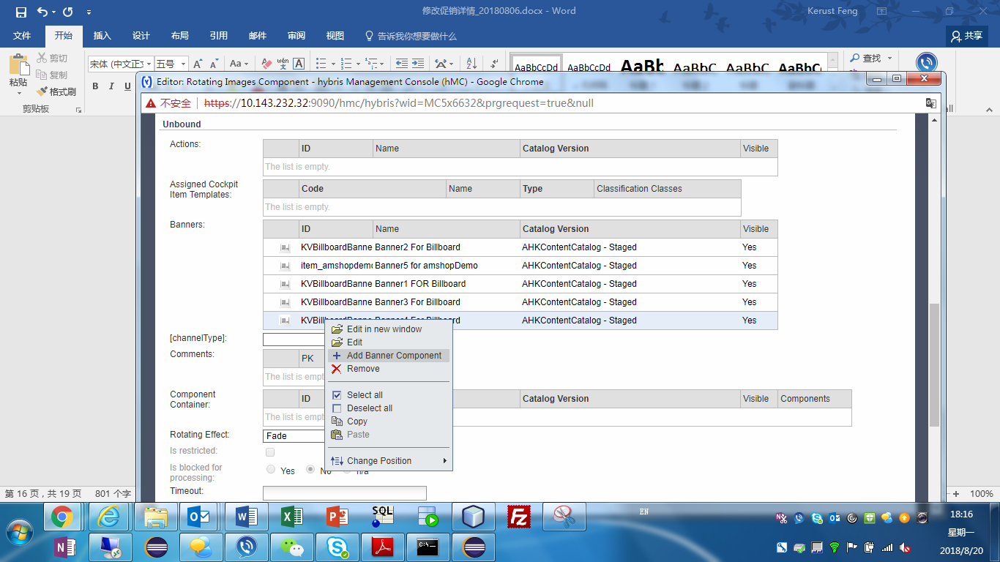 修改促销详情_20180806.docx - Word
Kerust Feng
文件 开始 插入 设计 布局 引用 邮件 审阅 视图 告诉我你想要做什么 共享
粘贴 剪切
复制
格式刷
剪贴板
宋体 (中文正文 五号 A A Aa wén A
B I U
AaBbCcDd AaBbCcDd AaBb AaBbC AaBbC AaBbC
查找
Editor: Rotating Images Component - hybris Management Console (hMC) - Google Chrome
不安全 https://10.143.232.32:9090/hmc/hybris?wid=MC5x6632&prgrequest=true&null
Unbound
Actions: ID Name Catalog Version Visible
The list is empty.
Assigned Cockpit
Item Templates:
Code Name Type Classification Classes
The list is empty.
Banners: ID Name Catalog Version Visible
KVBillboardBanne Banner2 For Billboard AHKContentCatalog - Staged Yes
item_amshopdemo Banner5 for amshopDemo AHKContentCatalog - Staged Yes
KVBillboardBanne Banner1 FOR Billboard AHKContentCatalog - Staged Yes
KVBillboardBanne Banner3 For Billboard AHKContentCatalog - Staged Yes
KVBillboardBanne Banner4 For Billboard AHKContentCatalog - Staged Yes
Edit in new window
Edit
Add Banner Component
Remove
Select all
Deselect all
Copy
Paste
Change Position
[channelType]:
Comments: PK
The list is empt
Component
Container:
ID Catalog Version Visible Components
The list is empt
Rotating Effect: Fade
Is restricted:
Is blocked for
processing:
Yes No n/a
Timeout:
第 16 页，共 19 页 801 个字
100%
SQL
EN
18:16
星期一
2018/8/20